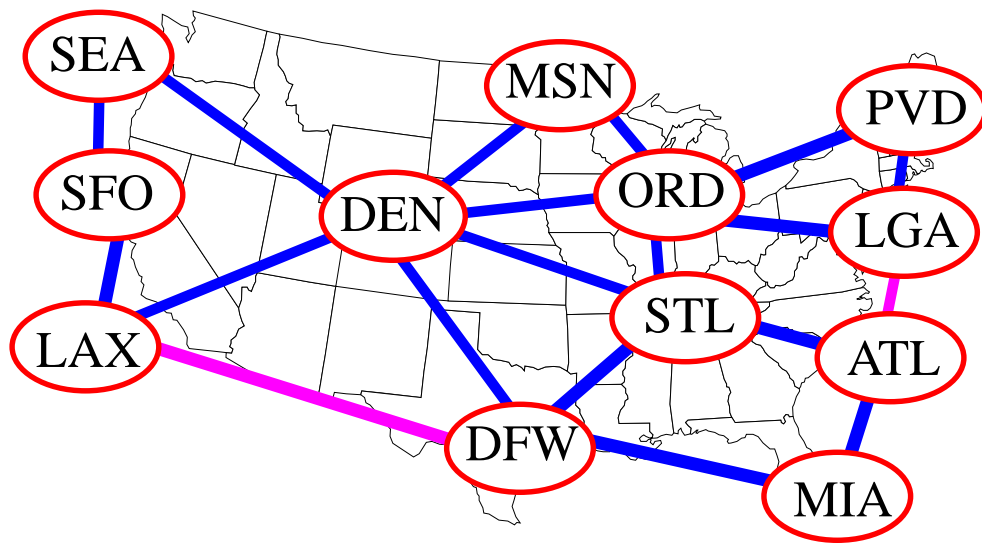 SEA
MSN
PVD
SFO
DEN
ORD
LGA
LAX
STL
ATL
DFW
MIA